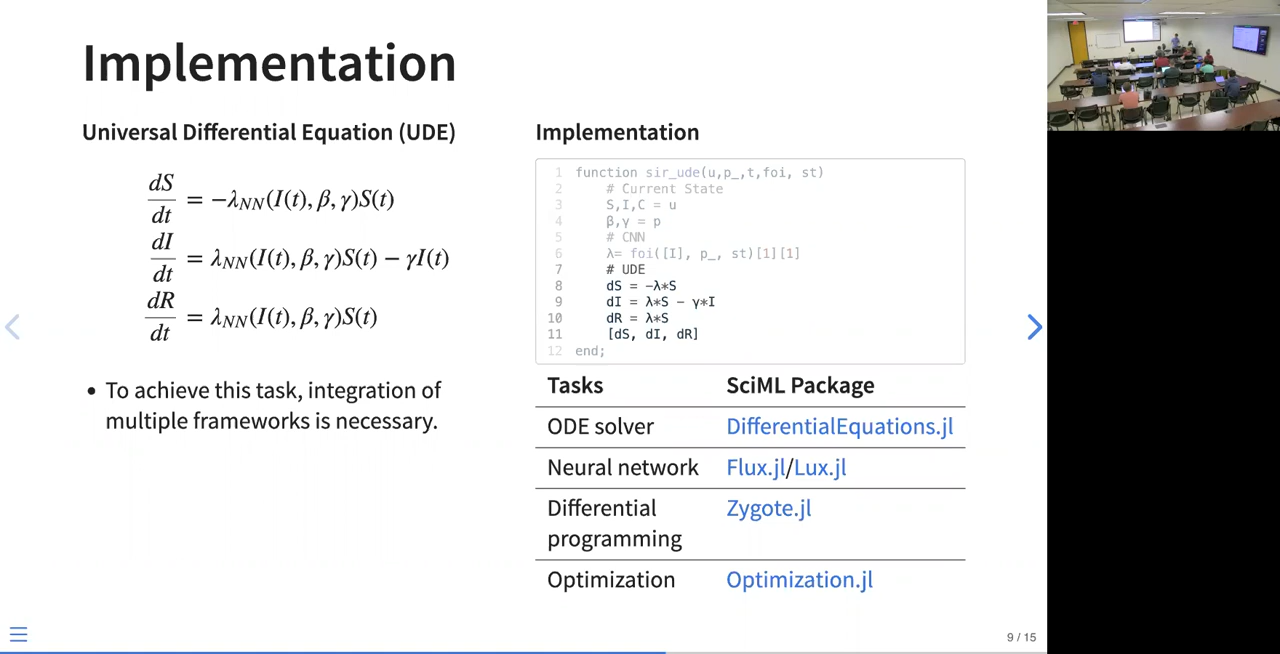 Implementation
Universal Differential Equation (UDE)
dS/dt = −λNN(I(t), β, γ)S(t)
dI/dt = λNN(I(t), β, γ)S(t) − γI(t)
dR/dt = λNN(I(t), β, γ)S(t)
• To achieve this task, integration of
multiple frameworks is necessary.
Implementation
1 function sir_ude(u,p_,t,foi, st)
2 # Current State
3 S,I,C = u
4 β,γ = p
5 # CNN
6 λ= foi([I], p_, st)[1][1]
7 # UDE
8 dS = -λ*S
9 dI = λ*S - γ*I
10 dR = λ*S
11 [dS, dI, dR]
12 end;
Tasks SciML Package
ODE solver DifferentialEquations.jl
Neural network Flux.jl/Lux.jl
Differential
programming Zygote.jl
Optimization Optimization.jl
9 / 15